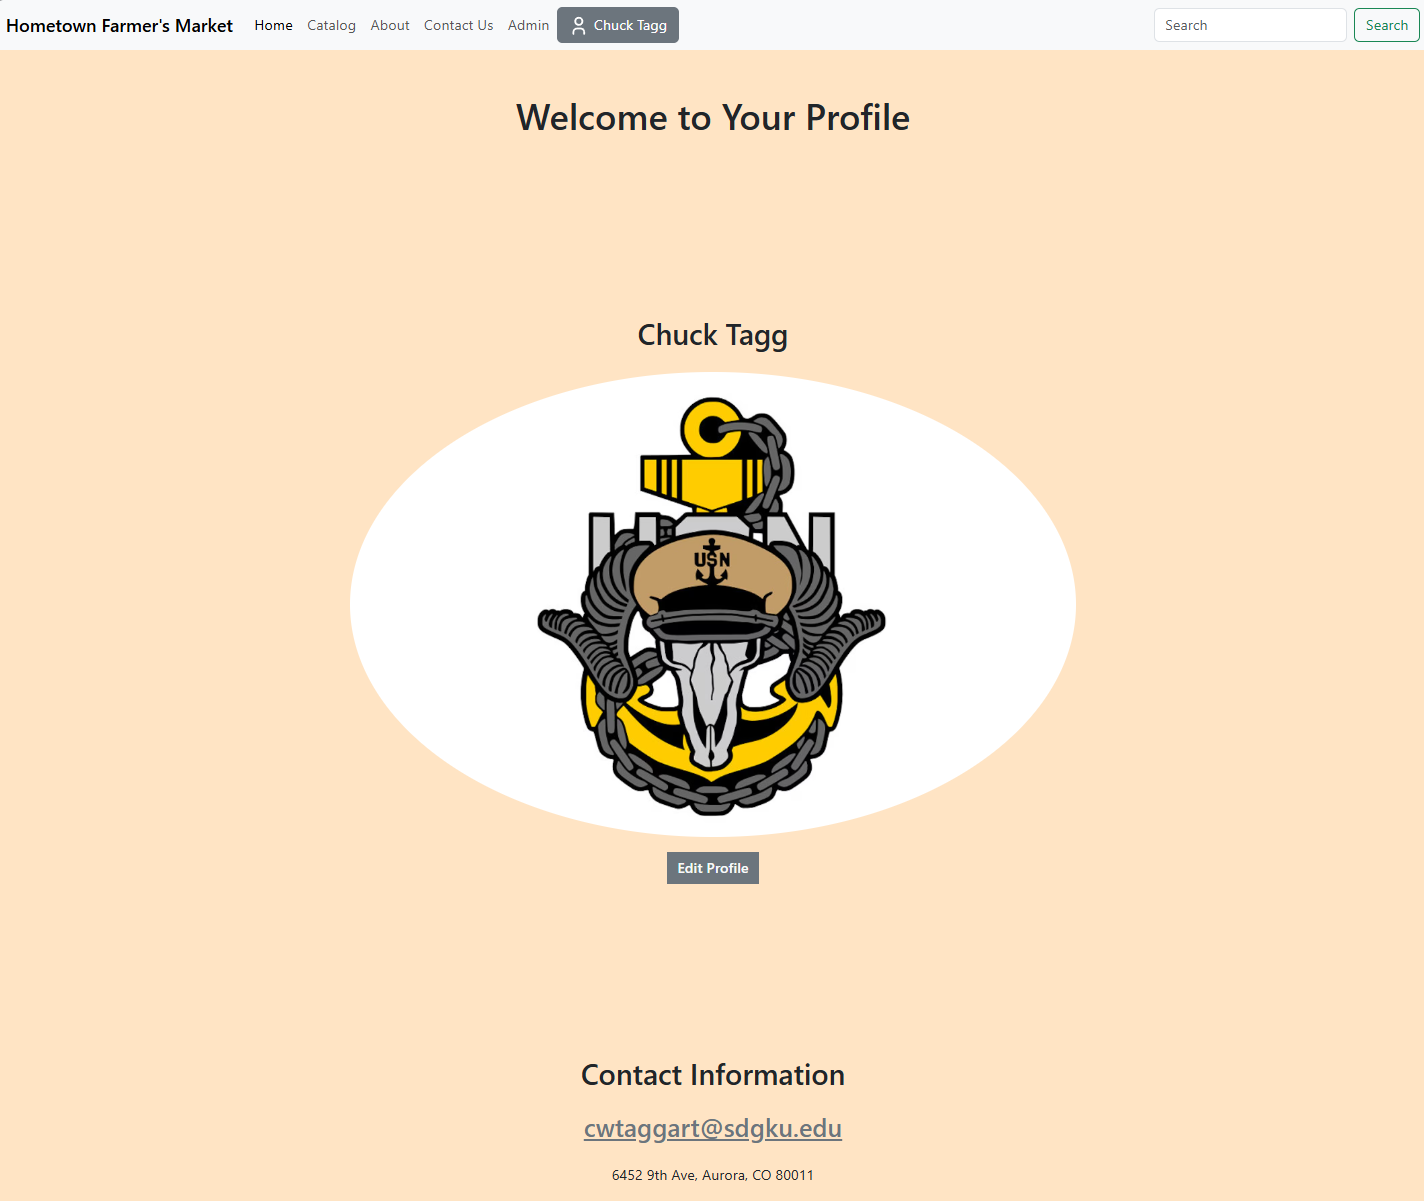 Hometown Farmer's Market Home Catalog About Contact Us Admin Chuck Tagg Search Search
Welcome to Your Profile
Chuck Tagg
USN
Edit Profile
Contact Information
cwtaggart@sdgku.edu
6452 9th Ave, Aurora, CO 80011